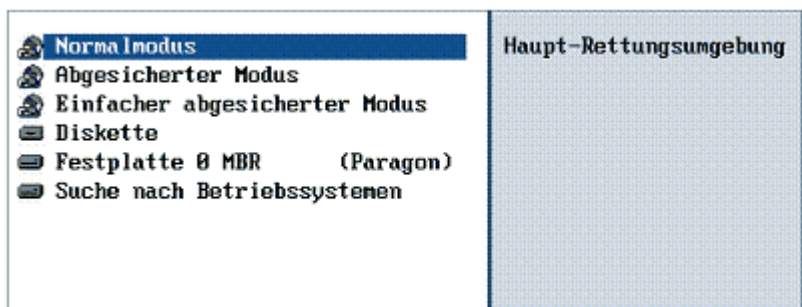 Normalmodus
Abgesicherter Modus
Einfacher abgesicherter Modus
Diskette
Festplatte 0 MBR (Paragon)
Suche nach Betriebssystemen
Haupt-Rettungsumgebung